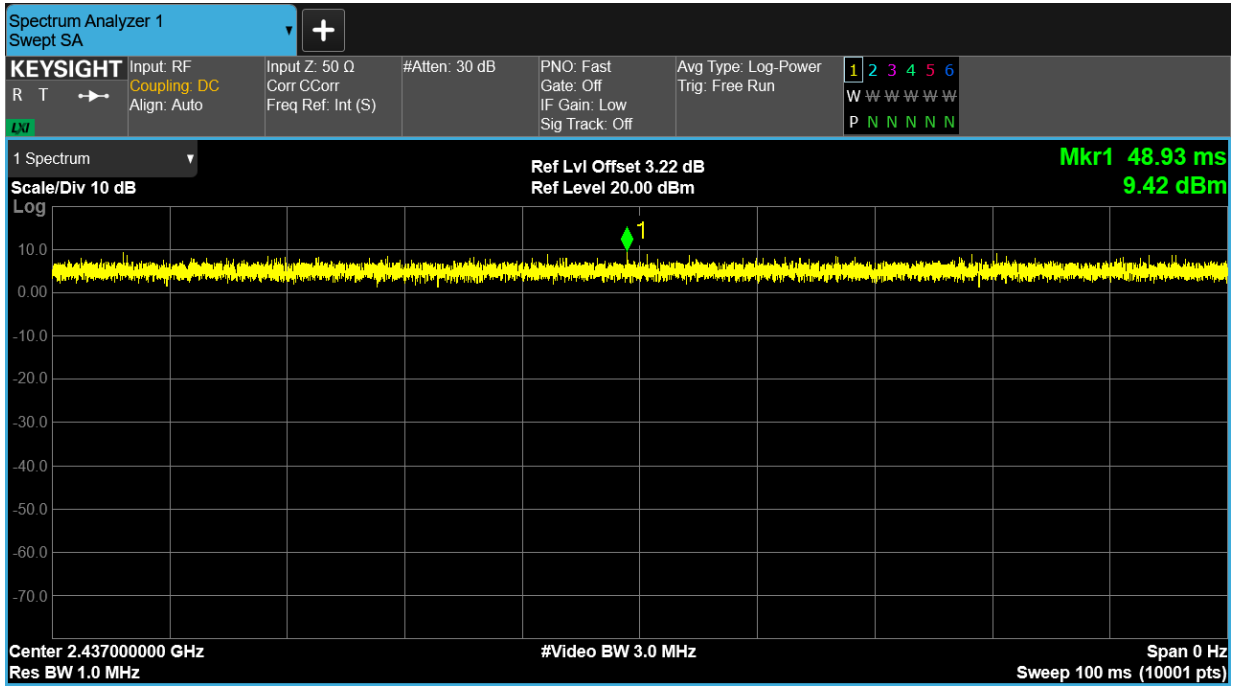 Spectrum Analyzer 1
Swept SA
KEYSIGHT
R T
LXI
Input: RF
Coupling: DC
Align: Auto
Input Z: 50 Ω
Corr CCorr
Freq Ref: Int (S)
#Atten: 30 dB
PNO: Fast
Gate: Off
IF Gain: Low
Sig Track: Off
Avg Type: Log-Power
Trig: Free Run
1 2 3 4 5 6
W W W W W W
P N N N N N
1 Spectrum
Scale/Div 10 dB
Log
Ref Lvl Offset 3.22 dB
Ref Level 20.00 dBm
Mkr1 48.93 ms
9.42 dBm
1
10.0
0.00
-10.0
-20.0
-30.0
-40.0
-50.0
-60.0
-70.0
Center 2.437000000 GHz
Res BW 1.0 MHz
#Video BW 3.0 MHz
Span 0 Hz
Sweep 100 ms (10001 pts)